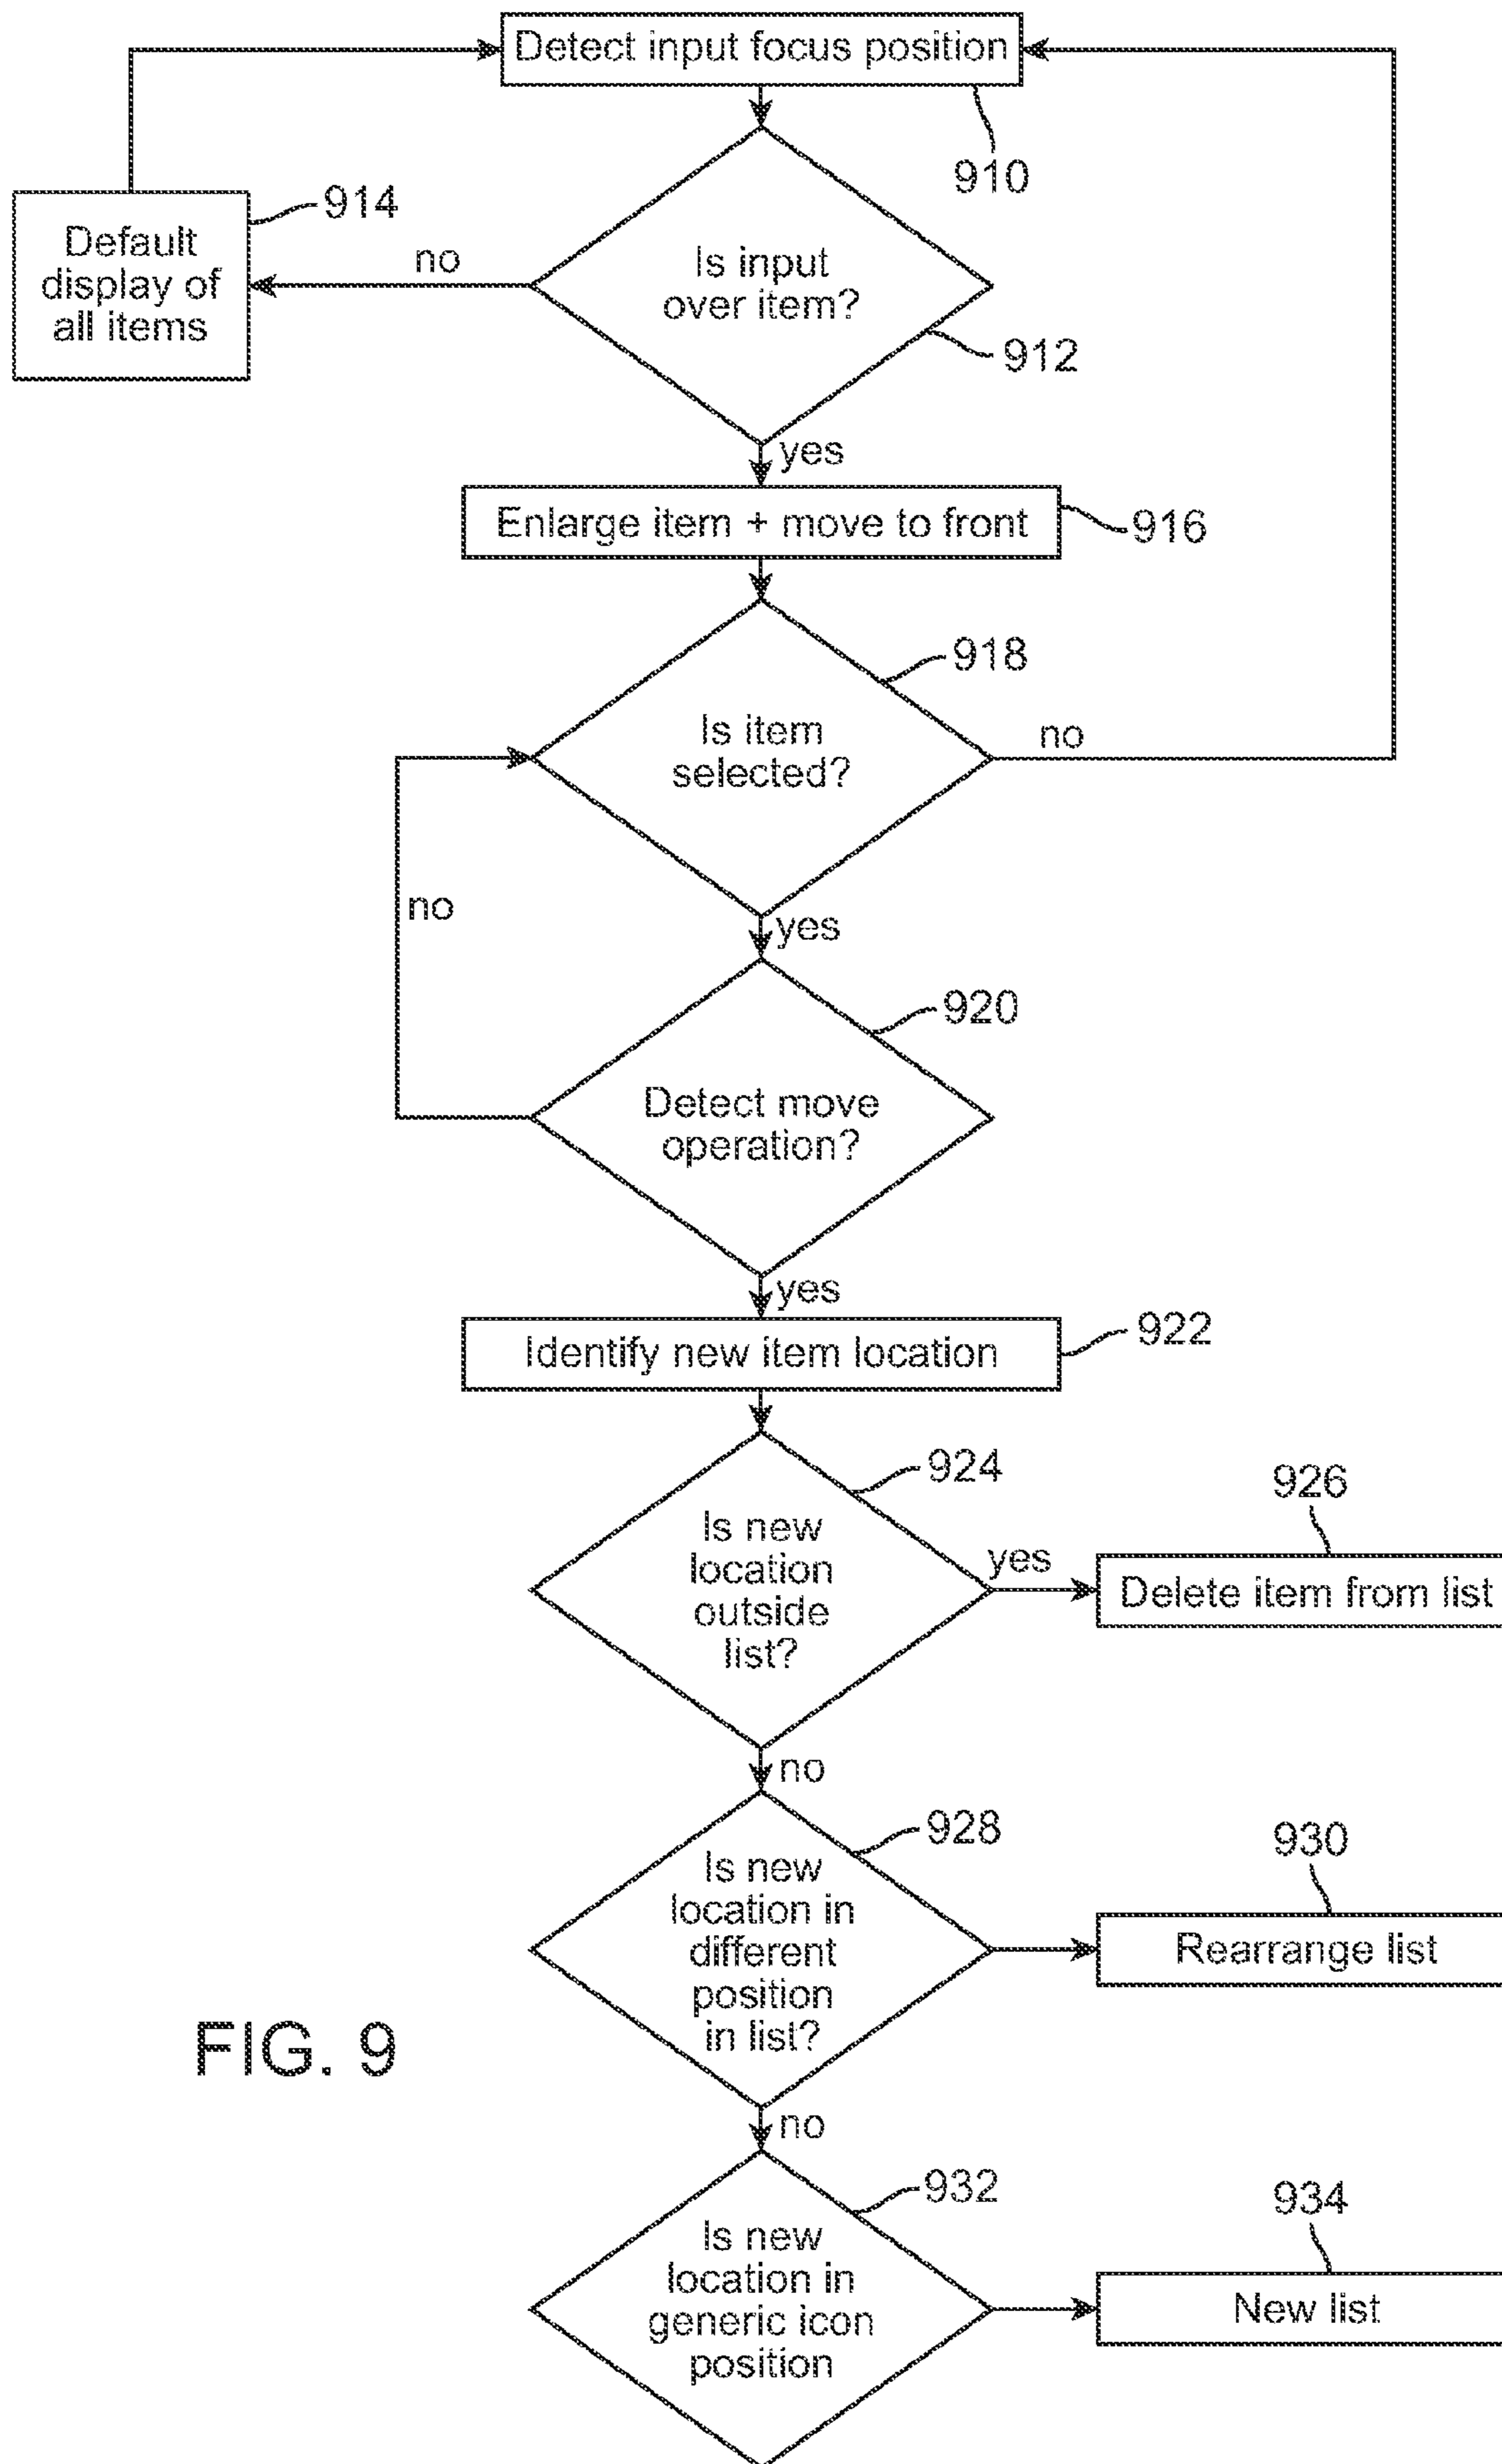 Detect input focus position
910
914
Default
display of
all items
no
Is input
over item?
912
yes
Enlarge item + move to front
916
918
Is item
selected?
no
no
yes
920
Detect move
operation?
yes
922
Identify new item location
924
Is new
location
outside
list?
yes
926
Delete item from list
no
928
Is new
location in
different
position
in list?
930
Rearrange list
FIG. 9
no
932
Is new
location in
generic icon
position
934
New list